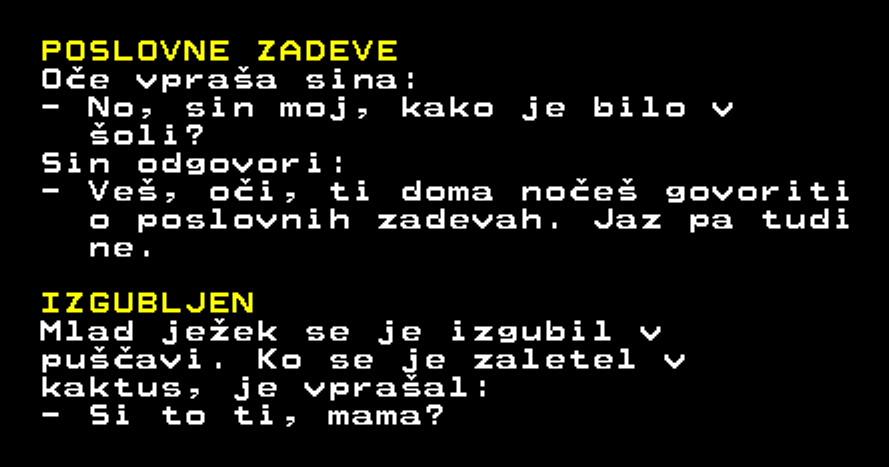 POSLOVNE ZADEVE
Oče vpraša sina:
- No, sin moj, kako je bilo v
šoli?
Sin odgovori:
- Veš, oči, ti doma nočeš govoriti
o poslovnih zadevah. Jaz pa tudi
ne.
IZGUBLJEN
Mlad ježek se je izgubil v
puščavi. Ko se je zaletel v
kaktus, je vprašal:
- Si to ti, mama?